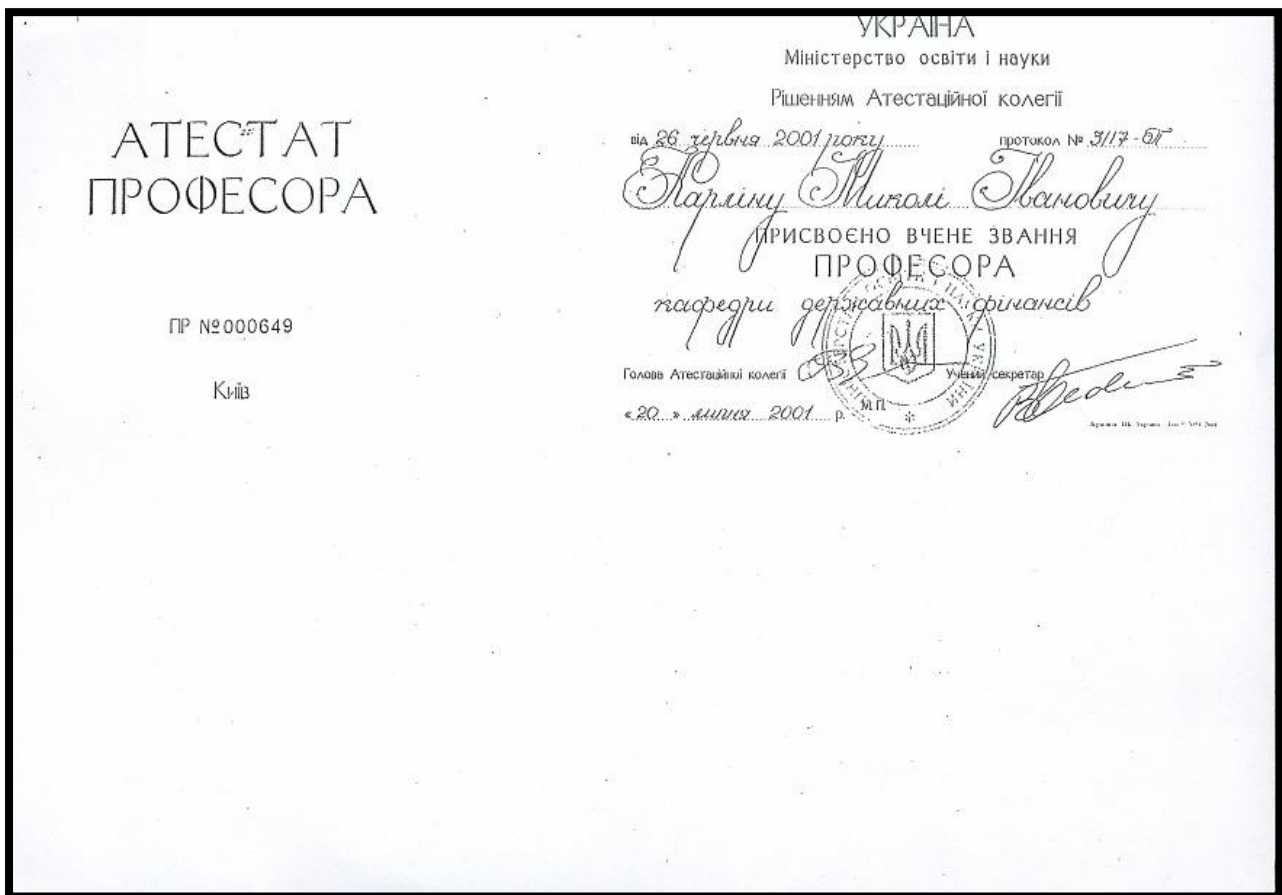 АТЕСТАТ
ПРОФЕСОРА
ПР №000649
Київ
УКРАЇНА
Міністерство освіти і науки
Рішенням Атестаційної колегії
від 26 червня 2001 року протокол № 3/17-БП
Карліну Миколі Івановичу
ПРИСВОЄНО ВЧЕНЕ ЗВАННЯ
ПРОФЕСОРА
кафедри державних фінансів
Голова Атестаційної колегії Учений секретар
«20» липня 2001 р. М.П.